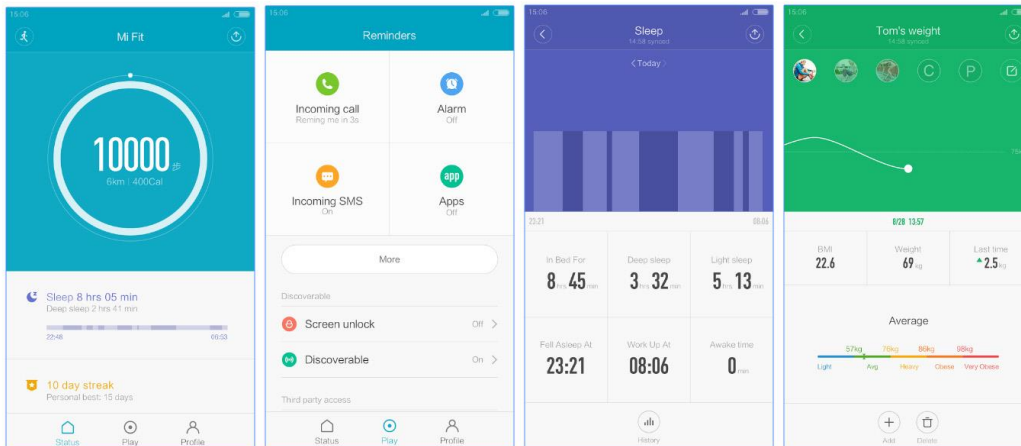 15:06
Mi Fit
10000 步
6km | 400Cal
Sleep 8 hrs 05 min
Deep sleep 2 hrs 41 min
22:48 06:53
10 day streak
Personal best: 15 days
Status Play Profile
15:06
Reminders
Incoming call
Reming me in 3s
Alarm
Off
Incoming SMS
On
app
Apps
Off
More
Discoverable
Screen unlock Off
Discoverable On
Third party access
Status Play Profile
15:06
Sleep
14:58 synced
<Today
23:21 08:06
In Bed For
8 hrs 45 min
Deep sleep
3 hrs 32 min
Light sleep
5 hrs 13 min
Fell Asleep At
23:21
Work Up At
08:06
Awake time
0 min
History
15:06
Tom's weight
14:58 synced
C P
8/28 13:57
BMI
22.6
Weight
69 kg
Last time
2.5 kg
Average
57kg 76kg 86kg 98kg
Light Avg Heavy Obese Very Obese
Add Delete